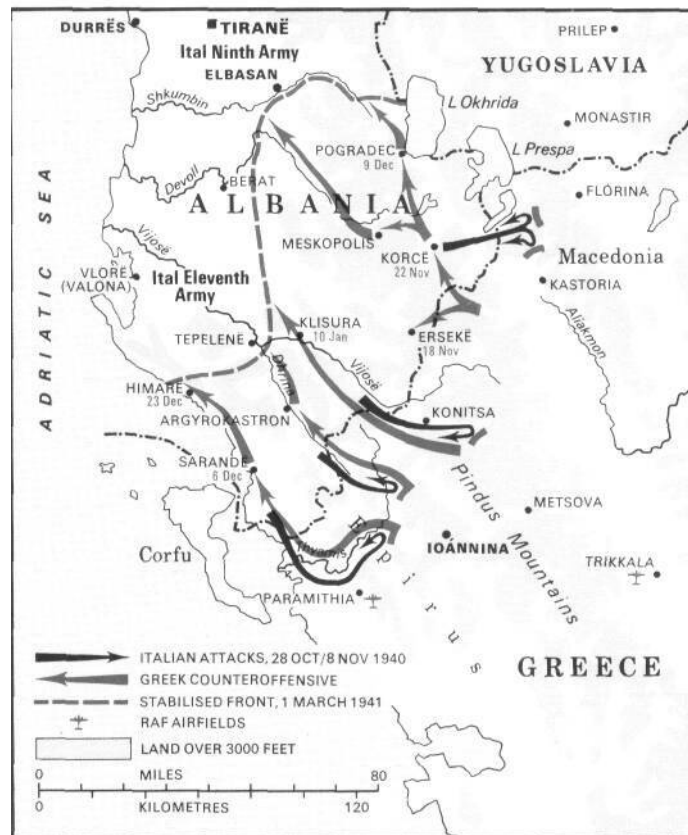 DURRËS
TIRANË
PRILEP
Ital Ninth Army
ELBASAN
YUGOSLAVIA
Shkumbin
L Okhrida
MONASTIR
POGRADEC
9 Dec
L Prespa
Devoll
BERAT
FLÓRINA
ALBANIA
MESKOPOLIS
KORCË
22 Nov
Macedonia
Vijosë
VLORË
(VALONA)
Ital Eleventh
Army
KASTORIA
Aliakmon
ADRIATIC SEA
KLISURA
10 Jan
ERSEKË
18 Nov
TEPELENË
Vijosë
HIMARË
23 Dec
Drina
ARGYROKASTRON
KONITSA
SARANDË
6 Dec
Pindus Mountains
METSOVA
Epirus
IOÁNNINA
Corfu
Thyamis
TRIKKALA
PARAMITHIA
GREECE
ITALIAN ATTACKS, 28 OCT/8 NOV 1940
GREEK COUNTEROFFENSIVE
STABILISED FRONT, 1 MARCH 1941
RAF AIRFIELDS
LAND OVER 3000 FEET
0 MILES 80
0 KILOMETRES 120